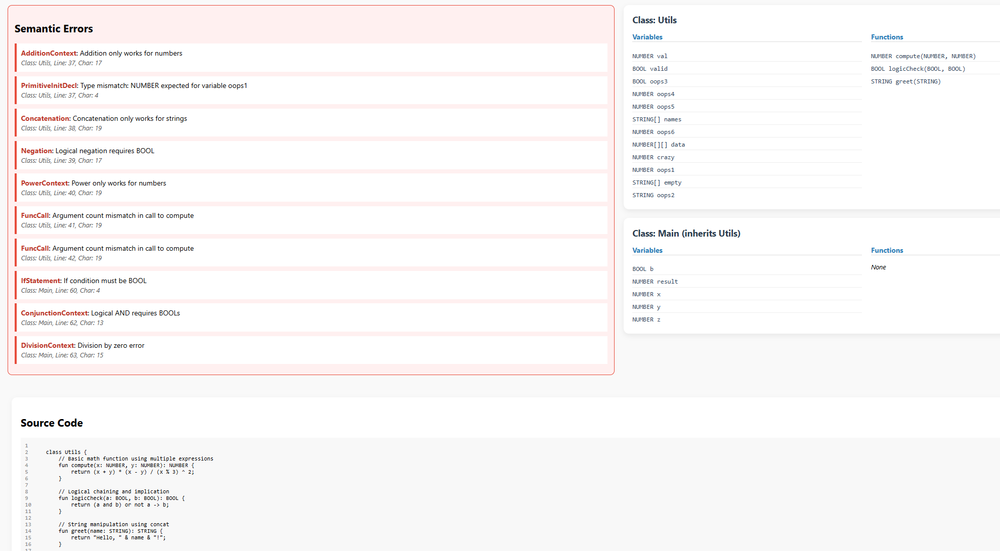 Semantic Errors
AdditionContext: Addition only works for numbers
Class: Utils, Line: 37, Char: 17
PrimitiveInitDecl: Type mismatch: NUMBER expected for variable oops1
Class: Utils, Line: 37, Char: 4
Concatenation: Concatenation only works for strings
Class: Utils, Line: 38, Char: 19
Negation: Logical negation requires BOOL
Class: Utils, Line: 39, Char: 17
PowerContext: Power only works for numbers
Class: Utils, Line: 40, Char: 19
FuncCall: Argument count mismatch in call to compute
Class: Utils, Line: 41, Char: 19
FuncCall: Argument count mismatch in call to compute
Class: Utils, Line: 42, Char: 19
IfStatement: If condition must be BOOL
Class: Main, Line: 60, Char: 4
ConjunctionContext: Logical AND requires BOOLs
Class: Main, Line: 62, Char: 13
DivisionContext: Division by zero error
Class: Main, Line: 63, Char: 15
Class: Utils
Variables
NUMBER val
BOOL valid
BOOL oops3
NUMBER oops4
NUMBER oops5
STRING[] names
NUMBER oops6
NUMBER[][] data
NUMBER crazy
NUMBER oops1
STRING[] empty
STRING oops2
Functions
NUMBER compute(NUMBER, NUMBER)
BOOL logicCheck(BOOL, BOOL)
STRING greet(STRING)
Class: Main (inherits Utils)
Variables
BOOL b
NUMBER result
NUMBER x
NUMBER y
NUMBER z
Functions
None
Source Code
1
2 class Utils {
3 // Basic math function using multiple expressions
4 fun compute(x: NUMBER, y: NUMBER): NUMBER {
5 return (x + y) * (x - y) / (x % 3) ^ 2;
6 }
7
8 // Logical chaining and implication
9 fun logicCheck(a: BOOL, b: BOOL): BOOL {
10 return (a and b) or not a -> b;
11 }
12
13 // String manipulation using concat
14 fun greet(name: STRING): STRING {
15 return "Hello, " & name & "!";
16 }
17